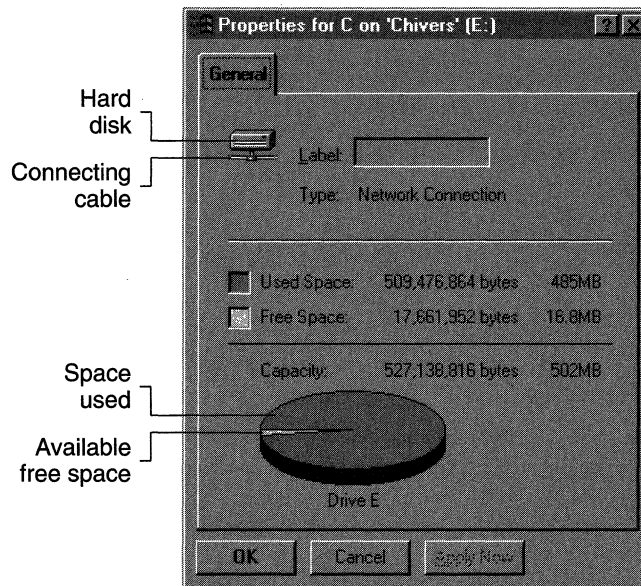 Properties for C on 'Chivers' (E:)
General
Hard
disk
Connecting
cable
Label:
Type: Network Connection
Used Space: 509,476,864 bytes 485MB
Free Space: 17,661,952 bytes 16.8MB
Capacity: 527,138,816 bytes 502MB
Space
used
Available
free space
Drive E
OK Cancel Apply Now